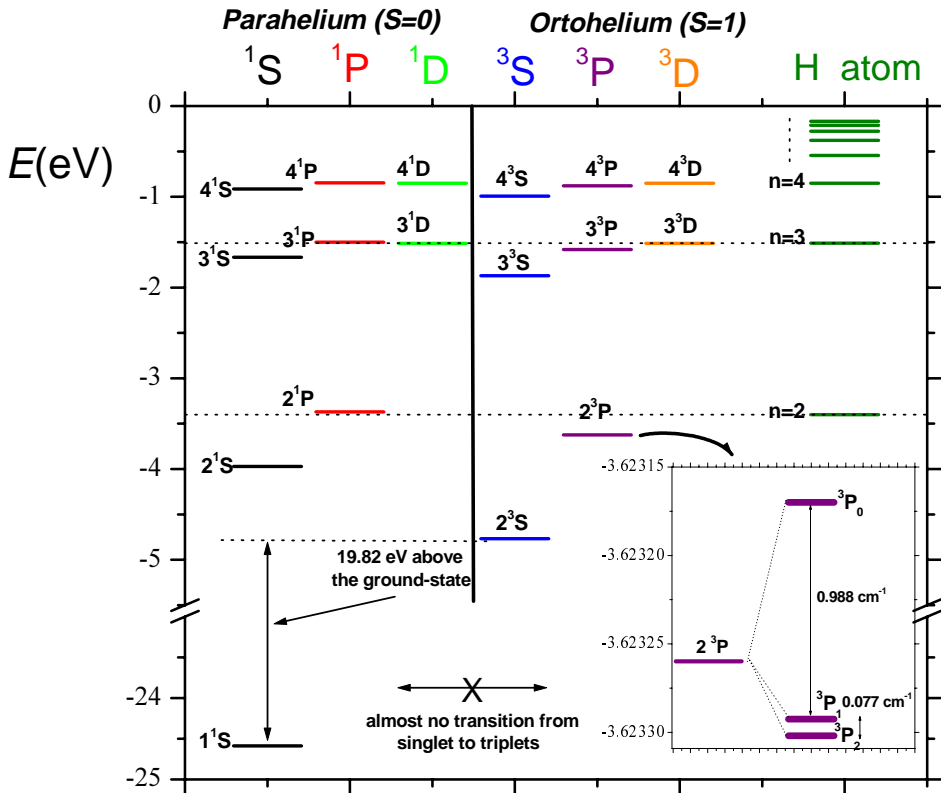 Parahelium (S=0) Ortohelium (S=1)
¹S ¹P ¹D ³S ³P ³D H atom
E(eV)
0
-1
-2
-3
-4
-5
-24
-25
4¹S
4¹P
4¹D
4³S
4³P
4³D
n=4
3¹S
3¹P
3¹D
3³S
3³P
3³D
n=3
2¹P
2³P
n=2
2¹S
2³S
19.82 eV above
the ground-state
1¹S
X
almost no transition from
singlet to triplets
-3.62315
-3.62320
-3.62325
-3.62330
³P₀
0.988 cm⁻¹
2 ³P
³P₁ 0.077 cm⁻¹
³P₂